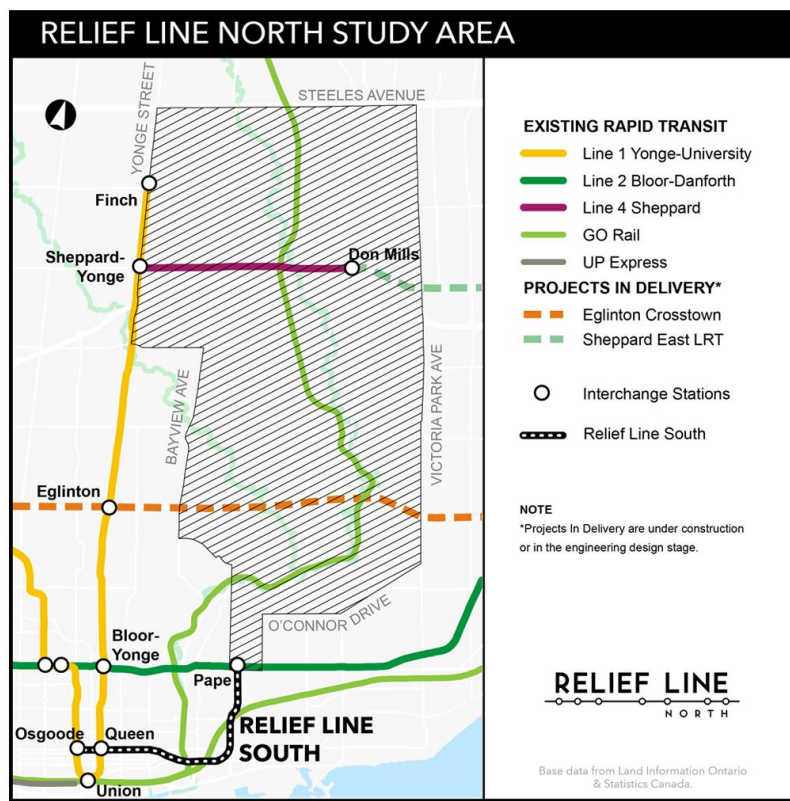 RELIEF LINE NORTH STUDY AREA
STEELES AVENUE
YONGE STREET
Finch
Sheppard-
Yonge
Don Mills
BAYVIEW AVE
VICTORIA PARK AVE
Eglinton
O'CONNOR DRIVE
Bloor-
Yonge
Pape
RELIEF LINE
SOUTH
Osgoode
Queen
Union
EXISTING RAPID TRANSIT
Line 1 Yonge-University
Line 2 Bloor-Danforth
Line 4 Sheppard
GO Rail
UP Express
PROJECTS IN DELIVERY*
Eglinton Crosstown
Sheppard East LRT
Interchange Stations
Relief Line South
NOTE
*Projects In Delivery are under construction
or in the engineering design stage.
RELIEF LINE
NORTH
Base data from Land Information Ontario
& Statistics Canada.